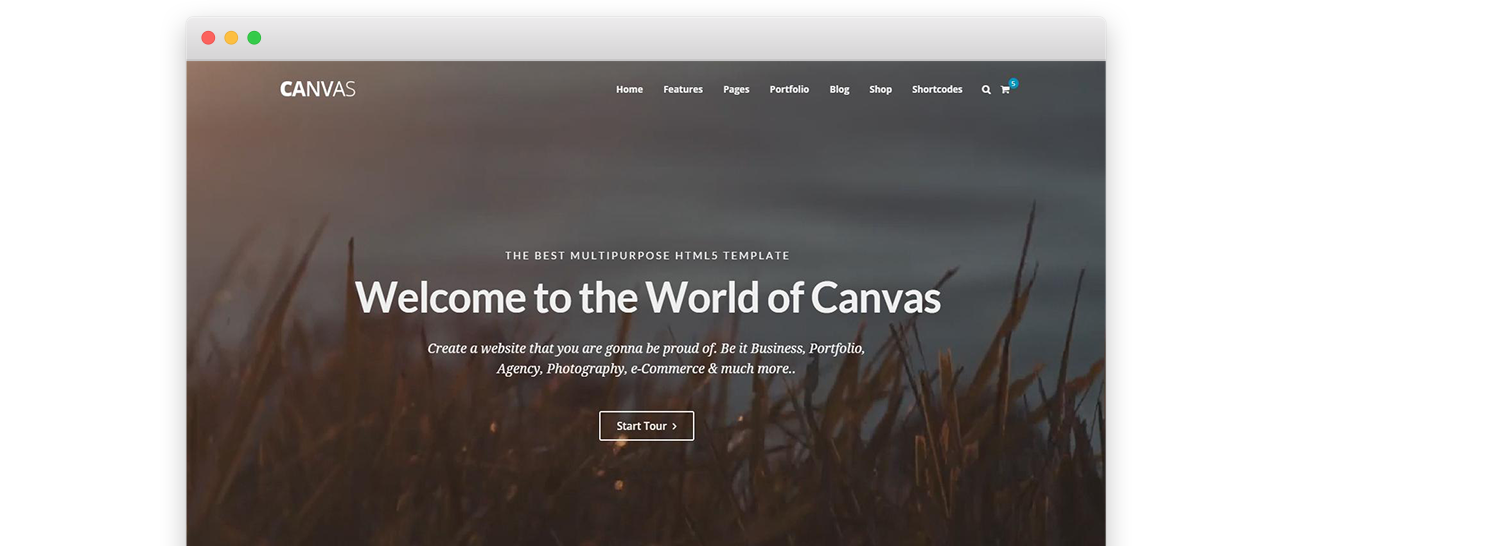 CANVAS
Home Features Pages Portfolio Blog Shop Shortcodes 5
THE BEST MULTIPURPOSE HTML5 TEMPLATE
Welcome to the World of Canvas
Create a website that you are gonna be proud of. Be it Business, Portfolio,
Agency, Photography, e-Commerce & much more..
Start Tour